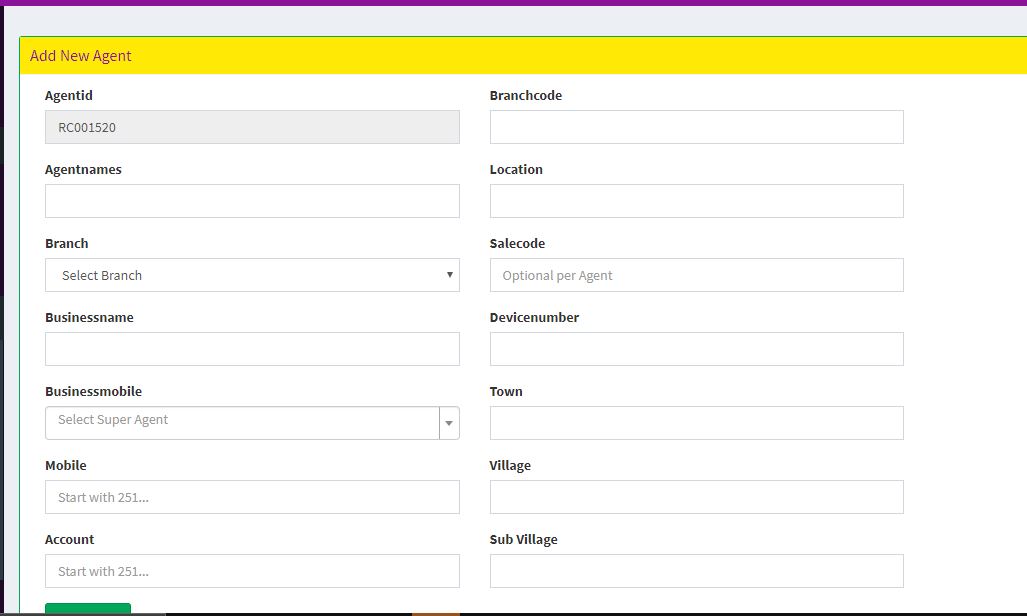 Add New Agent
Agentid
RC001520
Branchcode
Agentnames
Location
Branch
Select Branch
Salecode
Optional per Agent
Businessname
Devicenumber
Businessmobile
Select Super Agent
Town
Mobile
Start with 251...
Village
Account
Start with 251...
Sub Village